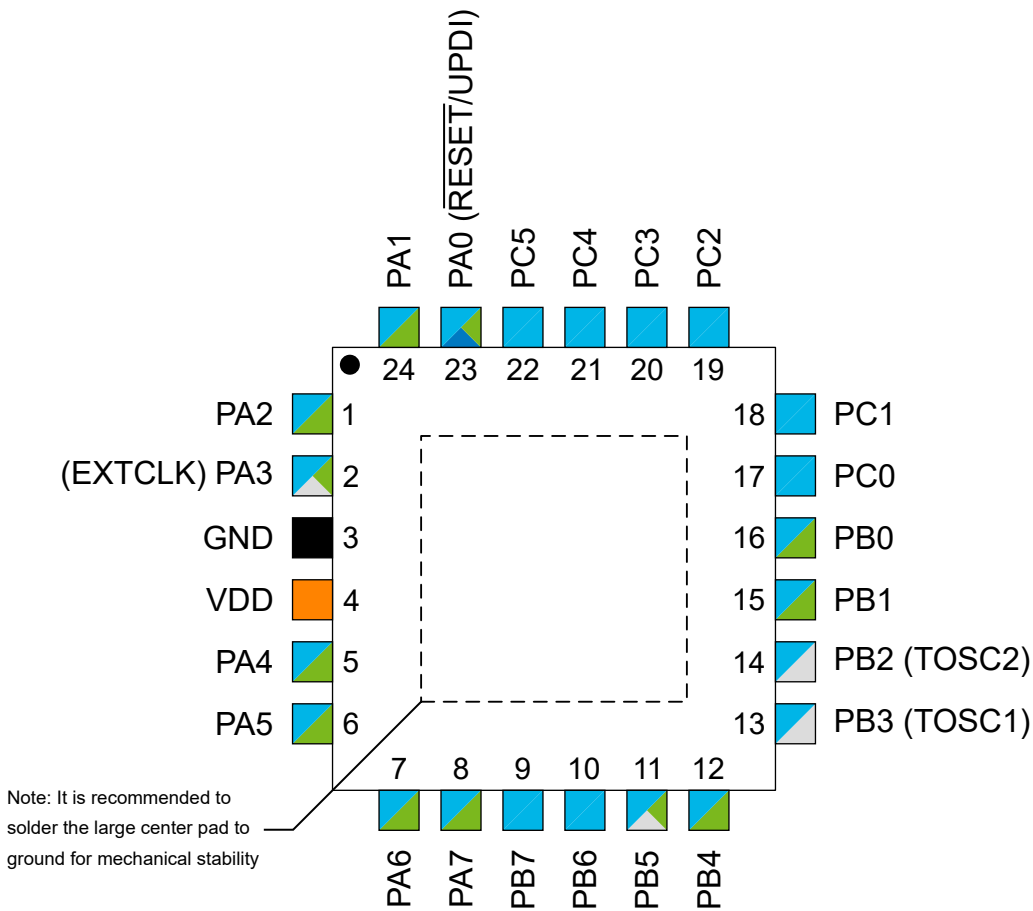 PA0 (RESET/UPDI)
PA1
PC5
PC4
PC3
PC2
24
23
22
21
20
19
PA2
1
18
PC1
(EXTCLK) PA3
2
17
PC0
GND
3
16
PB0
VDD
4
15
PB1
PA4
5
14
PB2 (TOSC2)
PA5
6
13
PB3 (TOSC1)
7
8
9
10
11
12
Note: It is recommended to
solder the large center pad to
ground for mechanical stability
PA6
PA7
PB7
PB6
PB5
PB4